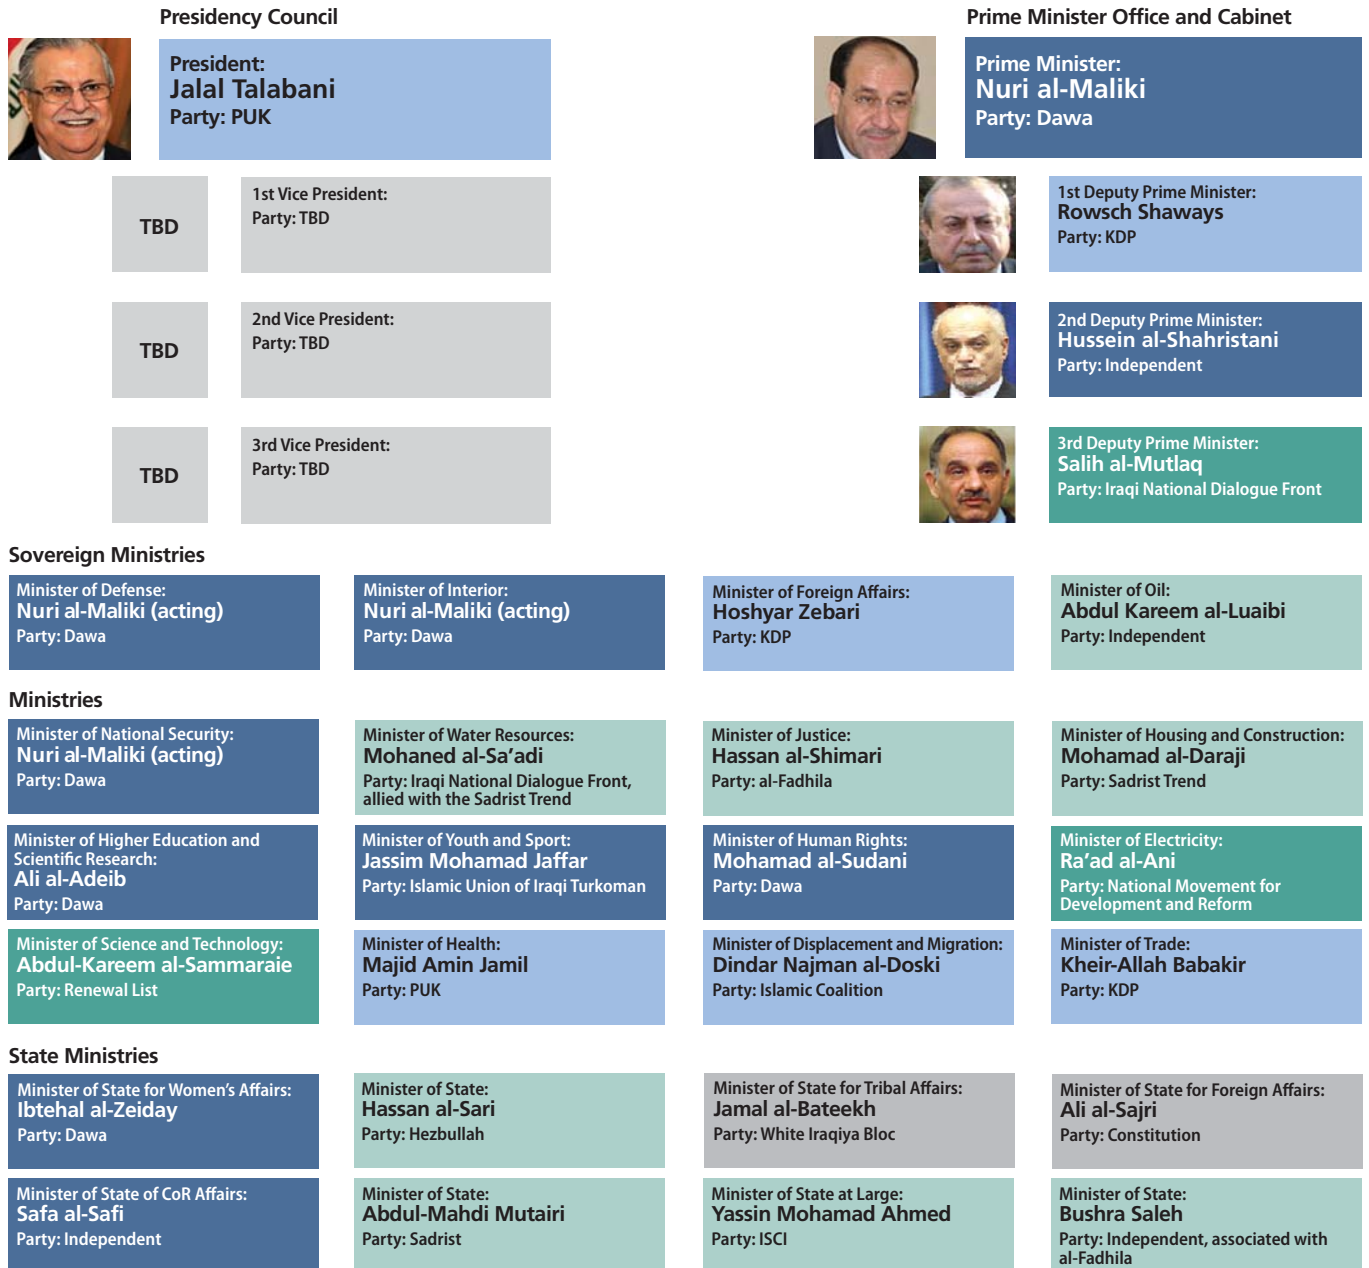 Presidency Council
President:
Jalal Talabani
Party: PUK
TBD
1st Vice President:
Party: TBD
TBD
2nd Vice President:
Party: TBD
TBD
3rd Vice President:
Party: TBD
Prime Minister Office and Cabinet
Prime Minister:
Nuri al-Maliki
Party: Dawa
1st Deputy Prime Minister:
Rowsch Shaways
Party: KDP
2nd Deputy Prime Minister:
Hussein al-Shahristani
Party: Independent
3rd Deputy Prime Minister:
Salih al-Mutlaq
Party: Iraqi National Dialogue Front
Sovereign Ministries
Minister of Defense:
Nuri al-Maliki (acting)
Party: Dawa
Minister of Interior:
Nuri al-Maliki (acting)
Party: Dawa
Minister of Foreign Affairs:
Hoshyar Zebari
Party: KDP
Minister of Oil:
Abdul Kareem al-Luaibi
Party: Independent
Ministries
Minister of National Security:
Nuri al-Maliki (acting)
Party: Dawa
Minister of Water Resources:
Mohaned al-Sa’adi
Party: Iraqi National Dialogue Front,
allied with the Sadrist Trend
Minister of Justice:
Hassan al-Shimari
Party: al-Fadhila
Minister of Housing and Construction:
Mohamad al-Daraji
Party: Sadrist Trend
Minister of Higher Education and
Scientific Research:
Ali al-Adeib
Party: Dawa
Minister of Youth and Sport:
Jassim Mohamad Jaffar
Party: Islamic Union of Iraqi Turkoman
Minister of Human Rights:
Mohamad al-Sudani
Party: Dawa
Minister of Electricity:
Ra’ad al-Ani
Party: National Movement for
Development and Reform
Minister of Science and Technology:
Abdul-Kareem al-Sammaraie
Party: Renewal List
Minister of Health:
Majid Amin Jamil
Party: PUK
Minister of Displacement and Migration:
Dindar Najman al-Doski
Party: Islamic Coalition
Minister of Trade:
Kheir-Allah Babakir
Party: KDP
State Ministries
Minister of State for Women’s Affairs:
Ibtehal al-Zeiday
Party: Dawa
Minister of State:
Hassan al-Sari
Party: Hezbullah
Minister of State for Tribal Affairs:
Jamal al-Bateekh
Party: White Iraqiya Bloc
Minister of State for Foreign Affairs:
Ali al-Sajri
Party: Constitution
Minister of State of CoR Affairs:
Safa al-Safi
Party: Independent
Minister of State:
Abdul-Mahdi Mutairi
Party: Sadrist
Minister of State at Large:
Yassin Mohamad Ahmed
Party: ISCI
Minister of State:
Bushra Saleh
Party: Independent, associated with
al-Fadhila